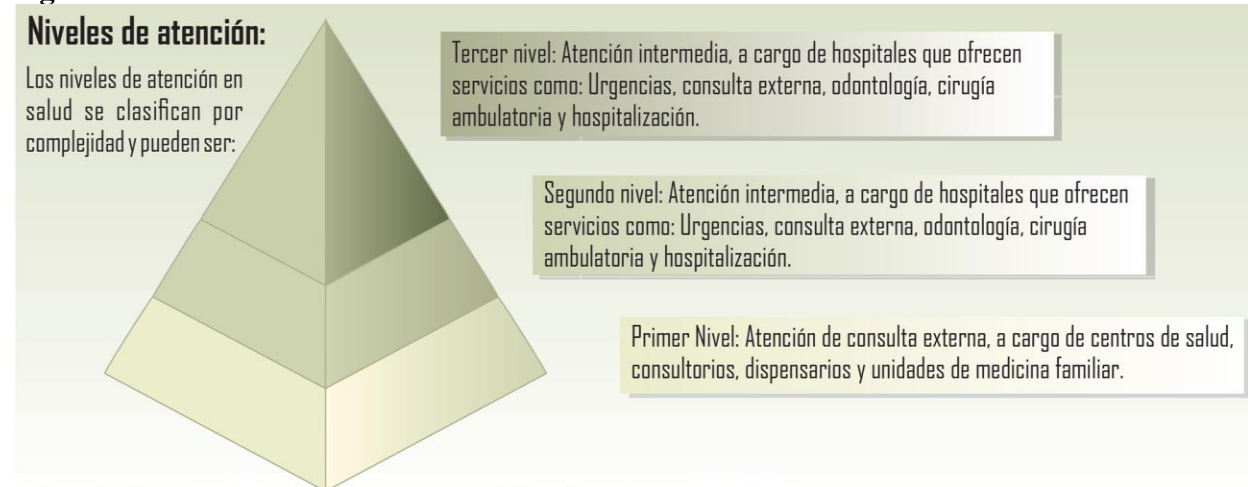 Niveles de atención:
Los niveles de atención en
salud se clasifican por
complejidad y pueden ser:
Tercer nivel: Atención intermedia, a cargo de hospitales que ofrecen
servicios como: Urgencias, consulta externa, odontología, cirugía
ambulatoria y hospitalización.
Segundo nivel: Atención intermedia, a cargo de hospitales que ofrecen
servicios como: Urgencias, consulta externa, odontología, cirugía
ambulatoria y hospitalización.
Primer Nivel: Atención de consulta externa, a cargo de centros de salud,
consultorios, dispensarios y unidades de medicina familiar.